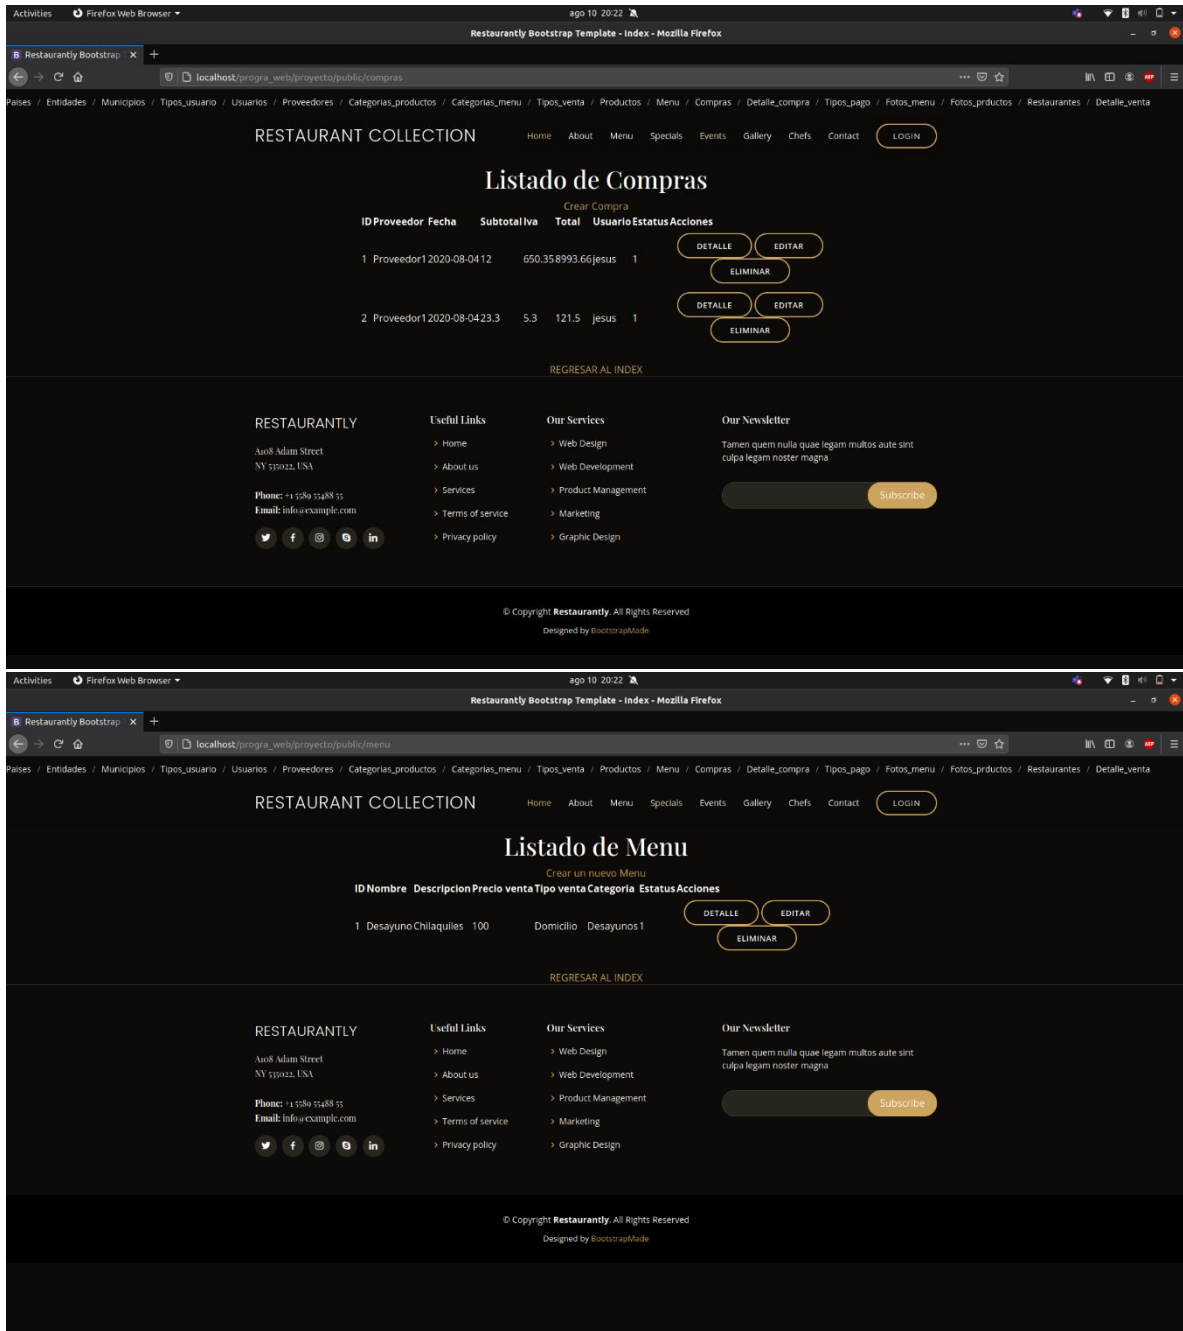 Activities Firefox Web Browser ago 10 20:22
Restaurantly Bootstrap Template - Index - Mozilla Firefox
B Restaurantly Bootstrap T × +
localhost/progra_web/proyecto/public/compras ABP
Paises / Entidades / Municipios / Tipos_usuario / Usuarios / Proveedores / Categorias_productos / Categorias_menu / Tipos_venta / Productos / Menu / Compras / Detalle_compra / Tipos_pago / Fotos_menu / Fotos_prductos / Restaurantes / Detalle_venta
RESTAURANT COLLECTION Home About Menu Specials Events Gallery Chefs Contact LOGIN
Listado de Compras
Crear Compra
ID Proveedor Fecha Subtotal Iva Total Usuario Estatus Acciones
1 Proveedor1 2020-08-04 12 650.35 8993.66 jesus 1 DETALLE EDITAR
ELIMINAR
2 Proveedor1 2020-08-04 23.3 5.3 121.5 jesus 1 DETALLE EDITAR
ELIMINAR
REGRESAR AL INDEX
RESTAURANTLY Useful Links Our Services Our Newsletter
> Home > Web Design Tamen quem nulla quae legam multos aute sint
A108 Adam Street culpa legam noster magna
NY 535022, USA > About us > Web Development
Phone: +1 5589 55488 55 > Services > Product Management Subscribe
Email: info@example.com > Terms of service > Marketing
> Privacy policy > Graphic Design
© Copyright Restaurantly. All Rights Reserved
Designed by BootstrapMade
Activities Firefox Web Browser ago 10 20:22
Restaurantly Bootstrap Template - Index - Mozilla Firefox
B Restaurantly Bootstrap T × +
localhost/progra_web/proyecto/public/menu ABP
Paises / Entidades / Municipios / Tipos_usuario / Usuarios / Proveedores / Categorias_productos / Categorias_menu / Tipos_venta / Productos / Menu / Compras / Detalle_compra / Tipos_pago / Fotos_menu / Fotos_prductos / Restaurantes / Detalle_venta
RESTAURANT COLLECTION Home About Menu Specials Events Gallery Chefs Contact LOGIN
Listado de Menu
Crear un nuevo Menu
ID Nombre Descripcion Precio venta Tipo venta Categoria Estatus Acciones
1 Desayuno Chilaquiles 100 Domicilio Desayunos 1 DETALLE EDITAR
ELIMINAR
REGRESAR AL INDEX
RESTAURANTLY Useful Links Our Services Our Newsletter
> Home > Web Design Tamen quem nulla quae legam multos aute sint
A108 Adam Street culpa legam noster magna
NY 535022, USA > About us > Web Development
Phone: +1 5589 55488 55 > Services > Product Management Subscribe
Email: info@example.com > Terms of service > Marketing
> Privacy policy > Graphic Design
© Copyright Restaurantly. All Rights Reserved
Designed by BootstrapMade